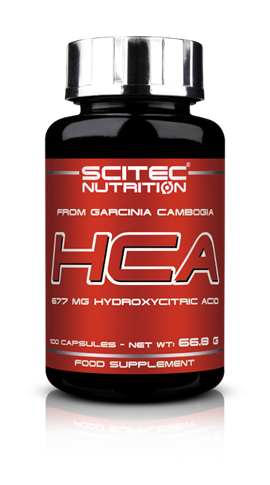 SCITEC®
NUTRITION
FROM GARCINIA CAMBOGIA
HCA
677 MG HYDROXYCITRIC ACID
100 CAPSULES - NET WT: 66.8 G
FOOD SUPPLEMENT